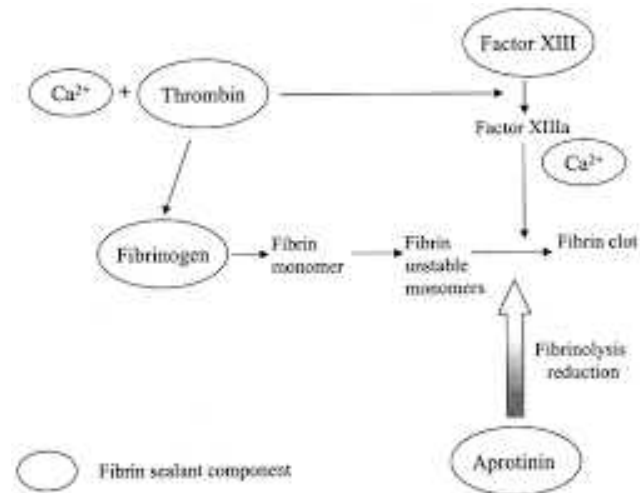 Factor XIII
Ca²⁺ + Thrombin
Factor XIIIa
Ca²⁺
Fibrinogen
Fibrin
monomer
Fibrin
unstable
monomers
Fibrin clot
Fibrinolysis
reduction
Aprotinin
Fibrin sealant component